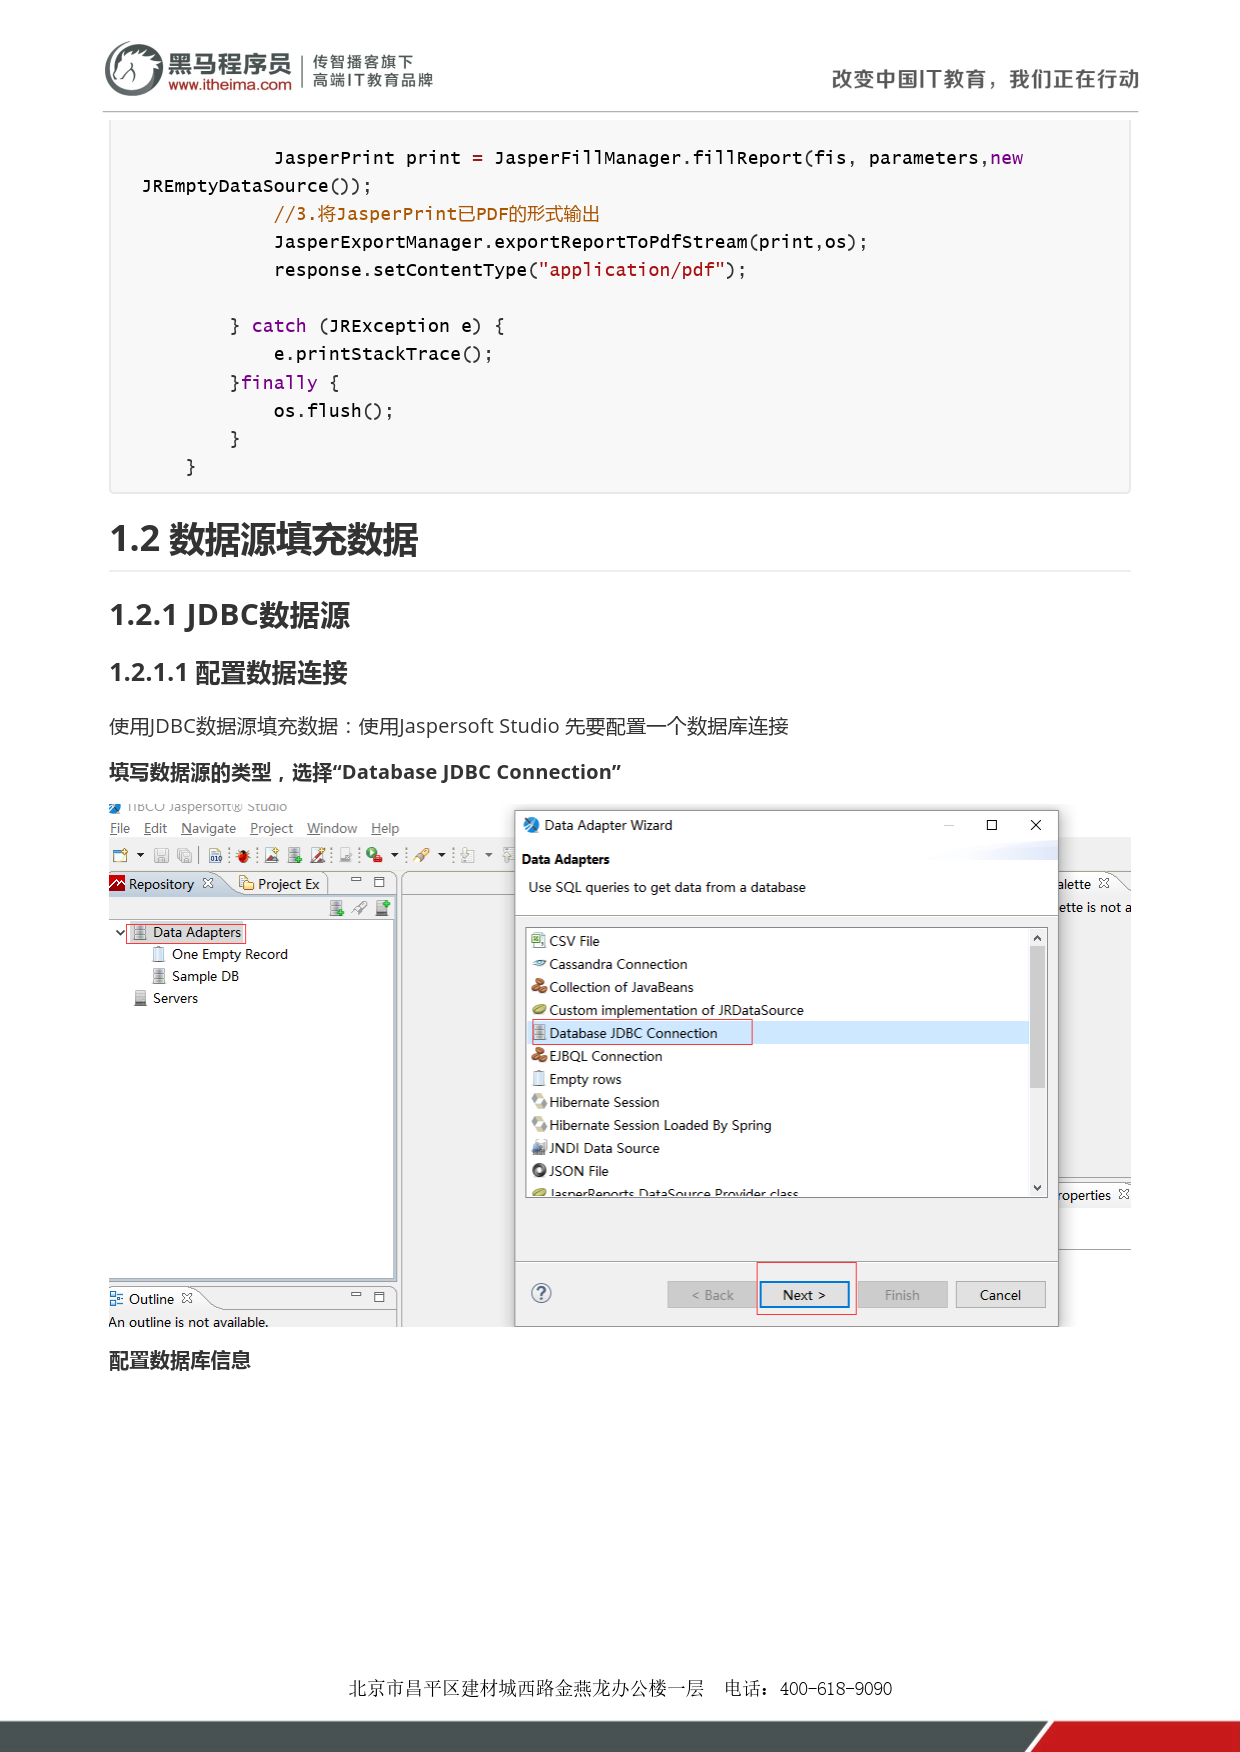 黑马程序员
www.itheima.com
传智播客旗下
高端IT教育品牌
改变中国IT教育，我们正在行动
JasperPrint print = JasperFillManager.fillReport(fis, parameters,new
JREmptyDataSource());
//3.将JasperPrint已PDF的形式输出
JasperExportManager.exportReportToPdfStream(print,os);
response.setContentType("application/pdf");
} catch (JRException e) {
e.printStackTrace();
}finally {
os.flush();
}
}
1.2 数据源填充数据
1.2.1 JDBC数据源
1.2.1.1 配置数据连接
使用JDBC数据源填充数据：使用Jaspersoft Studio 先要配置一个数据库连接
填写数据源的类型，选择“Database JDBC Connection”
TIBCO Jaspersoft® Studio
File Edit Navigate Project Window Help
Repository
Project Ex
Data Adapters
One Empty Record
Sample DB
Servers
Outline
An outline is not available.
Data Adapter Wizard
Data Adapters
Use SQL queries to get data from a database
CSV File
Cassandra Connection
Collection of JavaBeans
Custom implementation of JRDataSource
Database JDBC Connection
EJBQL Connection
Empty rows
Hibernate Session
Hibernate Session Loaded By Spring
JNDI Data Source
JSON File
JasperReports DataSource Provider class
< Back
Next >
Finish
Cancel
alette
ette is not a
roperties
配置数据库信息
北京市昌平区建材城西路金燕龙办公楼一层 电话：400-618-9090